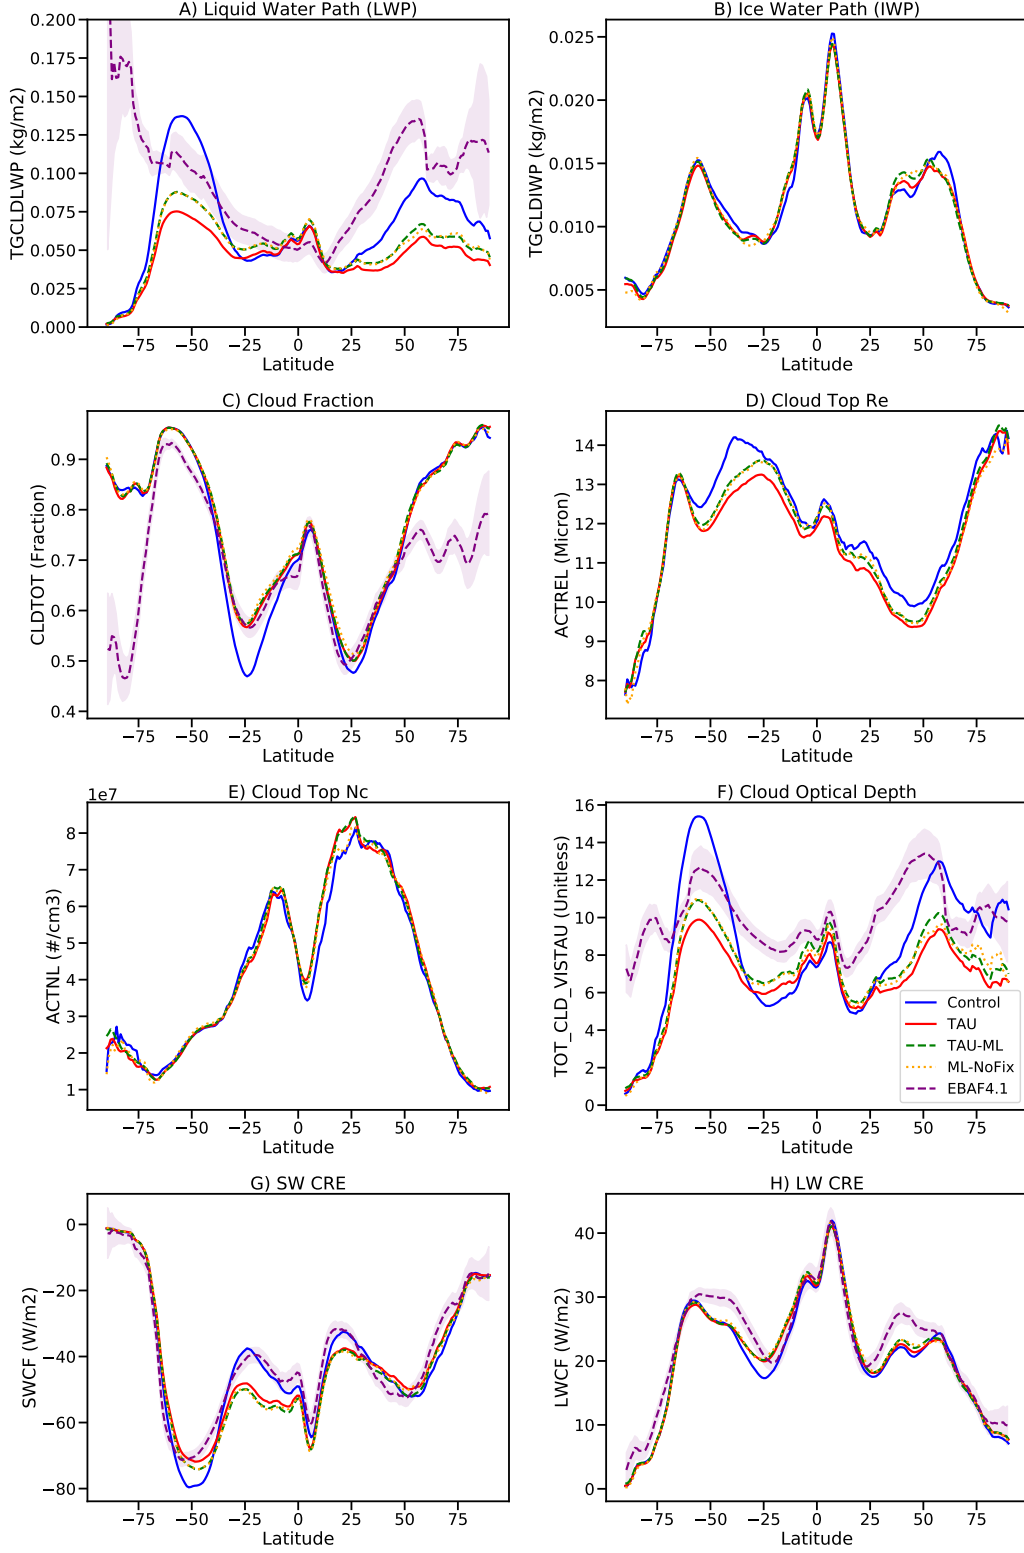 A) Liquid Water Path (LWP)
TGCLDLWP (kg/m2)
0.200
0.175
0.150
0.125
0.100
0.075
0.050
0.025
0.000
−75 −50 −25 0 25 50 75
Latitude
B) Ice Water Path (IWP)
TGCLDIWP (kg/m2)
0.025
0.020
0.015
0.010
0.005
−75 −50 −25 0 25 50 75
Latitude
C) Cloud Fraction
CLDTOT (Fraction)
0.9
0.8
0.7
0.6
0.5
0.4
−75 −50 −25 0 25 50 75
Latitude
D) Cloud Top Re
ACTREL (Micron)
14
13
12
11
10
9
8
−75 −50 −25 0 25 50 75
Latitude
E) Cloud Top Nc
1e7
ACTNL (#/cm3)
8
7
6
5
4
3
2
1
−75 −50 −25 0 25 50 75
Latitude
F) Cloud Optical Depth
TOT_CLD_VISTAU (Unitless)
16
14
12
10
8
6
4
2
0
Control
TAU
TAU-ML
ML-NoFix
EBAF4.1
−75 −50 −25 0 25 50 75
Latitude
G) SW CRE
SWCF (W/m2)
0
−20
−40
−60
−80
−75 −50 −25 0 25 50 75
Latitude
H) LW CRE
LWCF (W/m2)
40
30
20
10
0
−75 −50 −25 0 25 50 75
Latitude